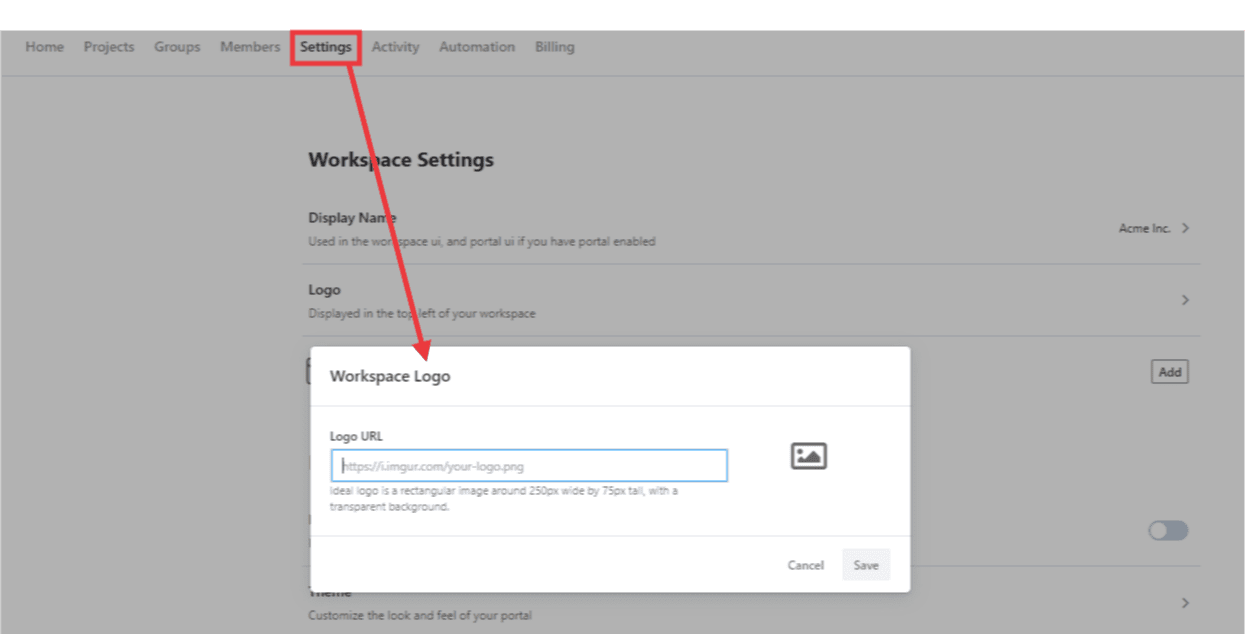 Home Projects Groups Members Settings Activity Automation Billing
Workspace Settings
Display Name
Used in the workspace ui, and portal ui if you have portal enabled
Acme Inc.
Logo
Displayed in the top left of your workspace
Add
Workspace Logo
Logo URL
https://i.imgur.com/your-logo.png
Ideal logo is a rectangular image around 250px wide by 75px tall, with a
transparent background.
Cancel Save
Theme
Customize the look and feel of your portal